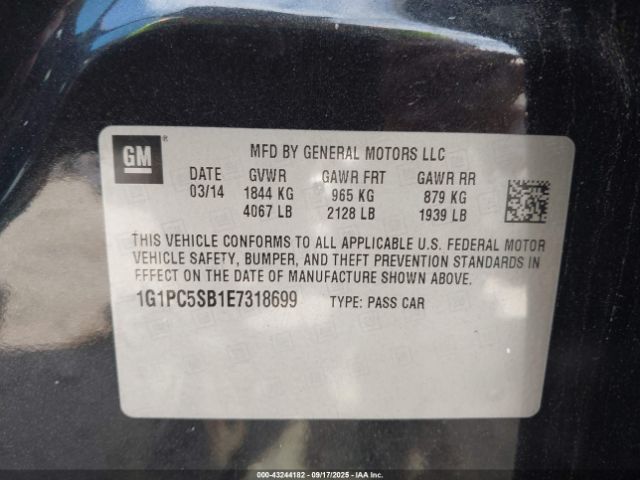 GM ®
MFD BY GENERAL MOTORS LLC
DATE GVWR GAWR FRT GAWR RR
03/14 1844 KG 965 KG 879 KG
4067 LB 2128 LB 1939 LB
THIS VEHICLE CONFORMS TO ALL APPLICABLE U.S. FEDERAL MOTOR
VEHICLE SAFETY, BUMPER, AND THEFT PREVENTION STANDARDS IN
EFFECT ON THE DATE OF MANUFACTURE SHOWN ABOVE.
1G1PC5SB1E7318699 TYPE: PASS CAR
000-43244182 - 09/17/2025 - IAA Inc.